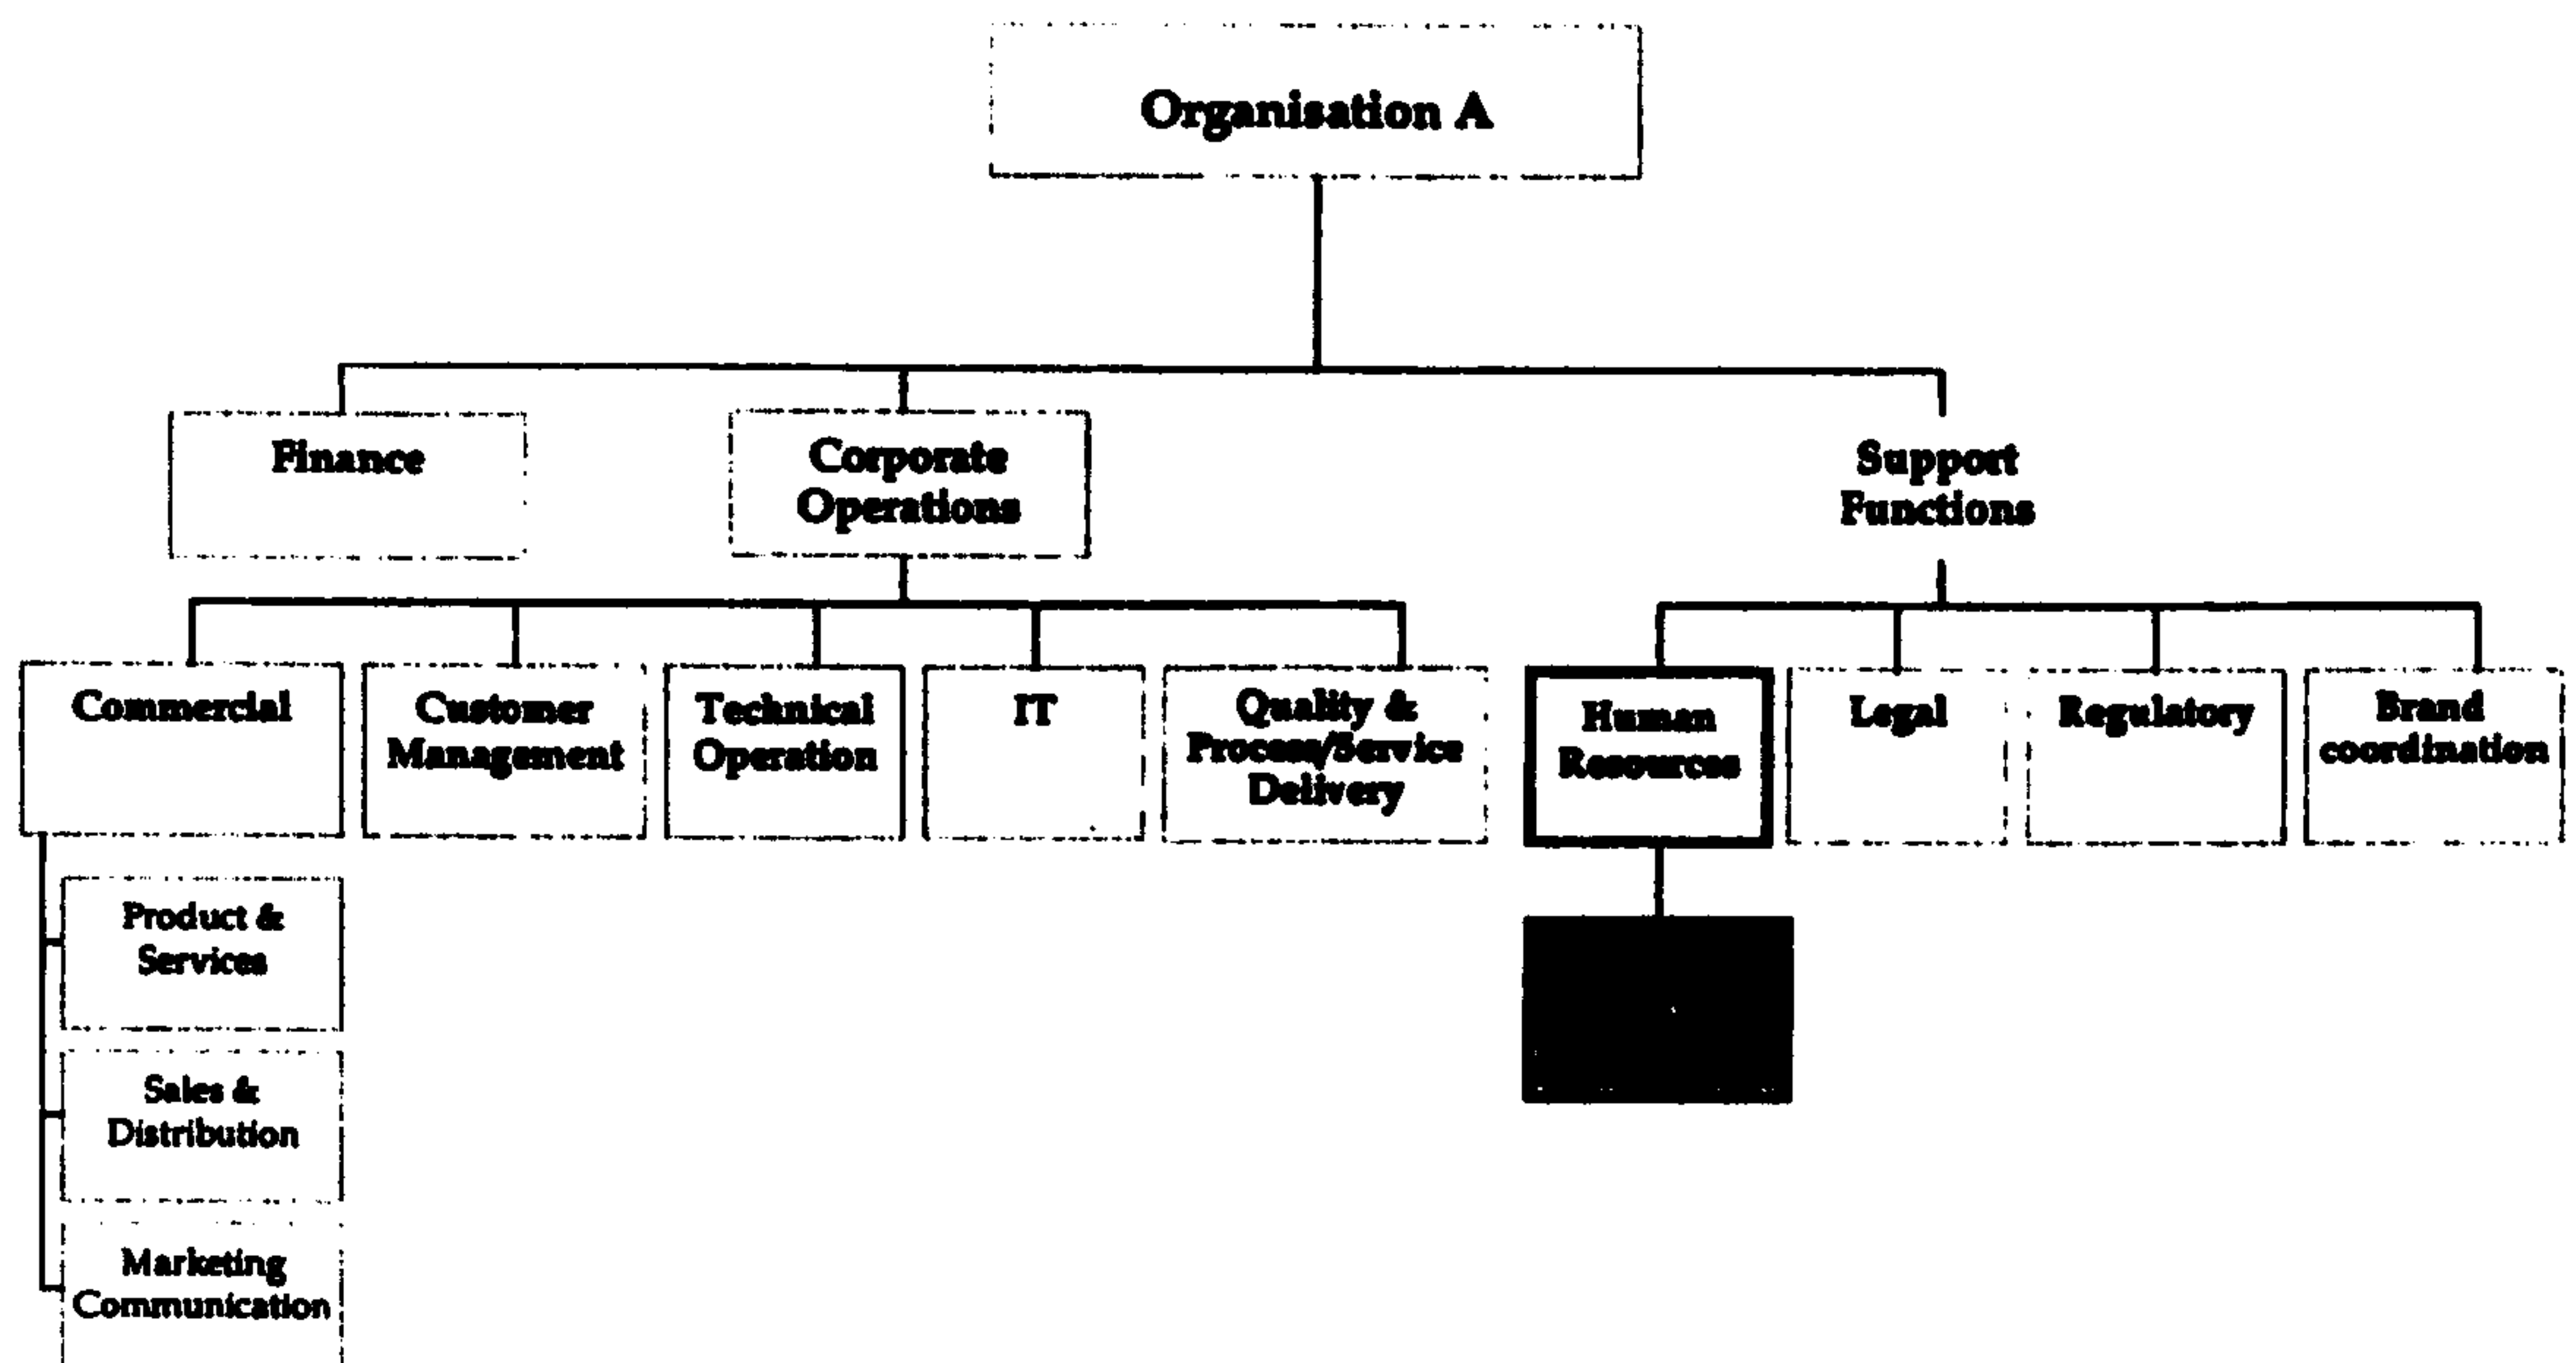 Organisation A
Finance
Corporate
Operations
Support
Functions
Commercial
Customer
Management
Technical
Operation
IT
Quality &
Process/Service
Delivery
Human
Resources
Legal
Regulatory
Brand
coordination
Product &
Services
Sales &
Distribution
Marketing
Communication